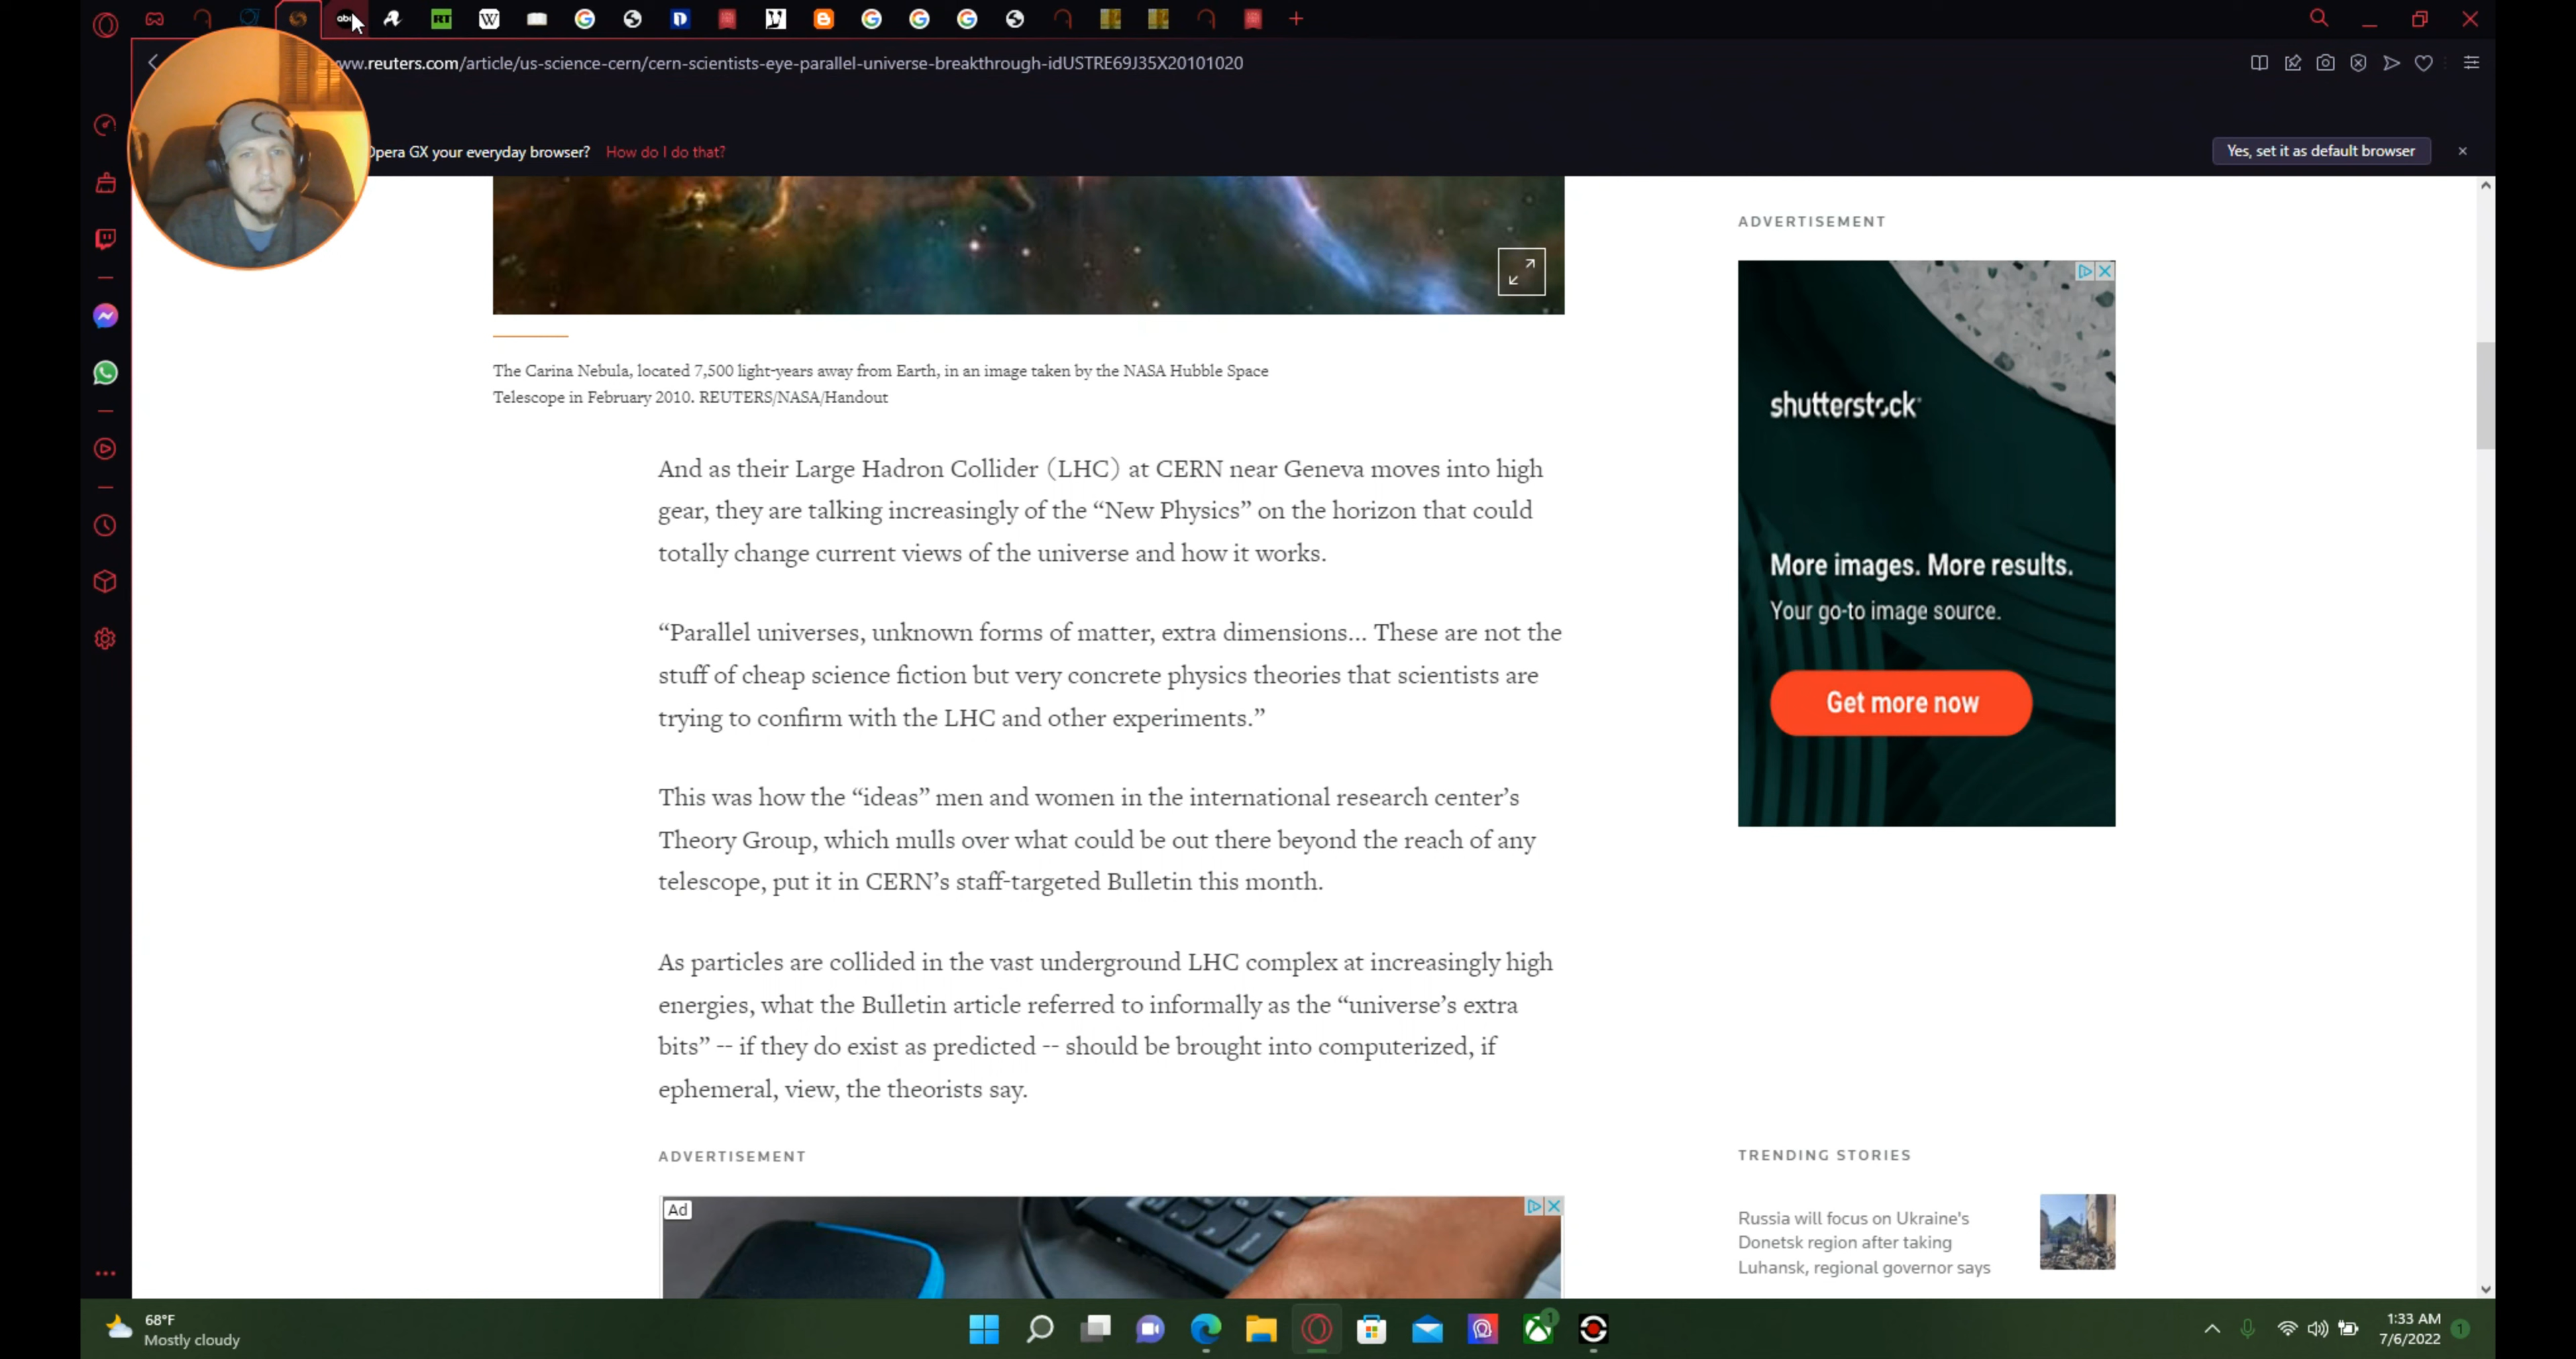 abc
RT
W
www.reuters.com/article/us-science-cern/cern-scientists-eye-parallel-universe-breakthrough-idUSTRE69J35X20101020
Opera GX your everyday browser? How do I do that?
Yes, set it as default browser
The Carina Nebula, located 7,500 light-years away from Earth, in an image taken by the NASA Hubble Space
Telescope in February 2010. REUTERS/NASA/Handout
And as their Large Hadron Collider (LHC) at CERN near Geneva moves into high
gear, they are talking increasingly of the “New Physics” on the horizon that could
totally change current views of the universe and how it works.
“Parallel universes, unknown forms of matter, extra dimensions... These are not the
stuff of cheap science fiction but very concrete physics theories that scientists are
trying to confirm with the LHC and other experiments.”
This was how the “ideas” men and women in the international research center’s
Theory Group, which mulls over what could be out there beyond the reach of any
telescope, put it in CERN’s staff-targeted Bulletin this month.
As particles are collided in the vast underground LHC complex at increasingly high
energies, what the Bulletin article referred to informally as the “universe’s extra
bits” -- if they do exist as predicted -- should be brought into computerized, if
ephemeral, view, the theorists say.
ADVERTISEMENT
Ad
ADVERTISEMENT
shutterstock
More images. More results.
Your go-to image source.
Get more now
TRENDING STORIES
Russia will focus on Ukraine's
Donetsk region after taking
Luhansk, regional governor says
68°F
Mostly cloudy
1
1:33 AM
7/6/2022
1